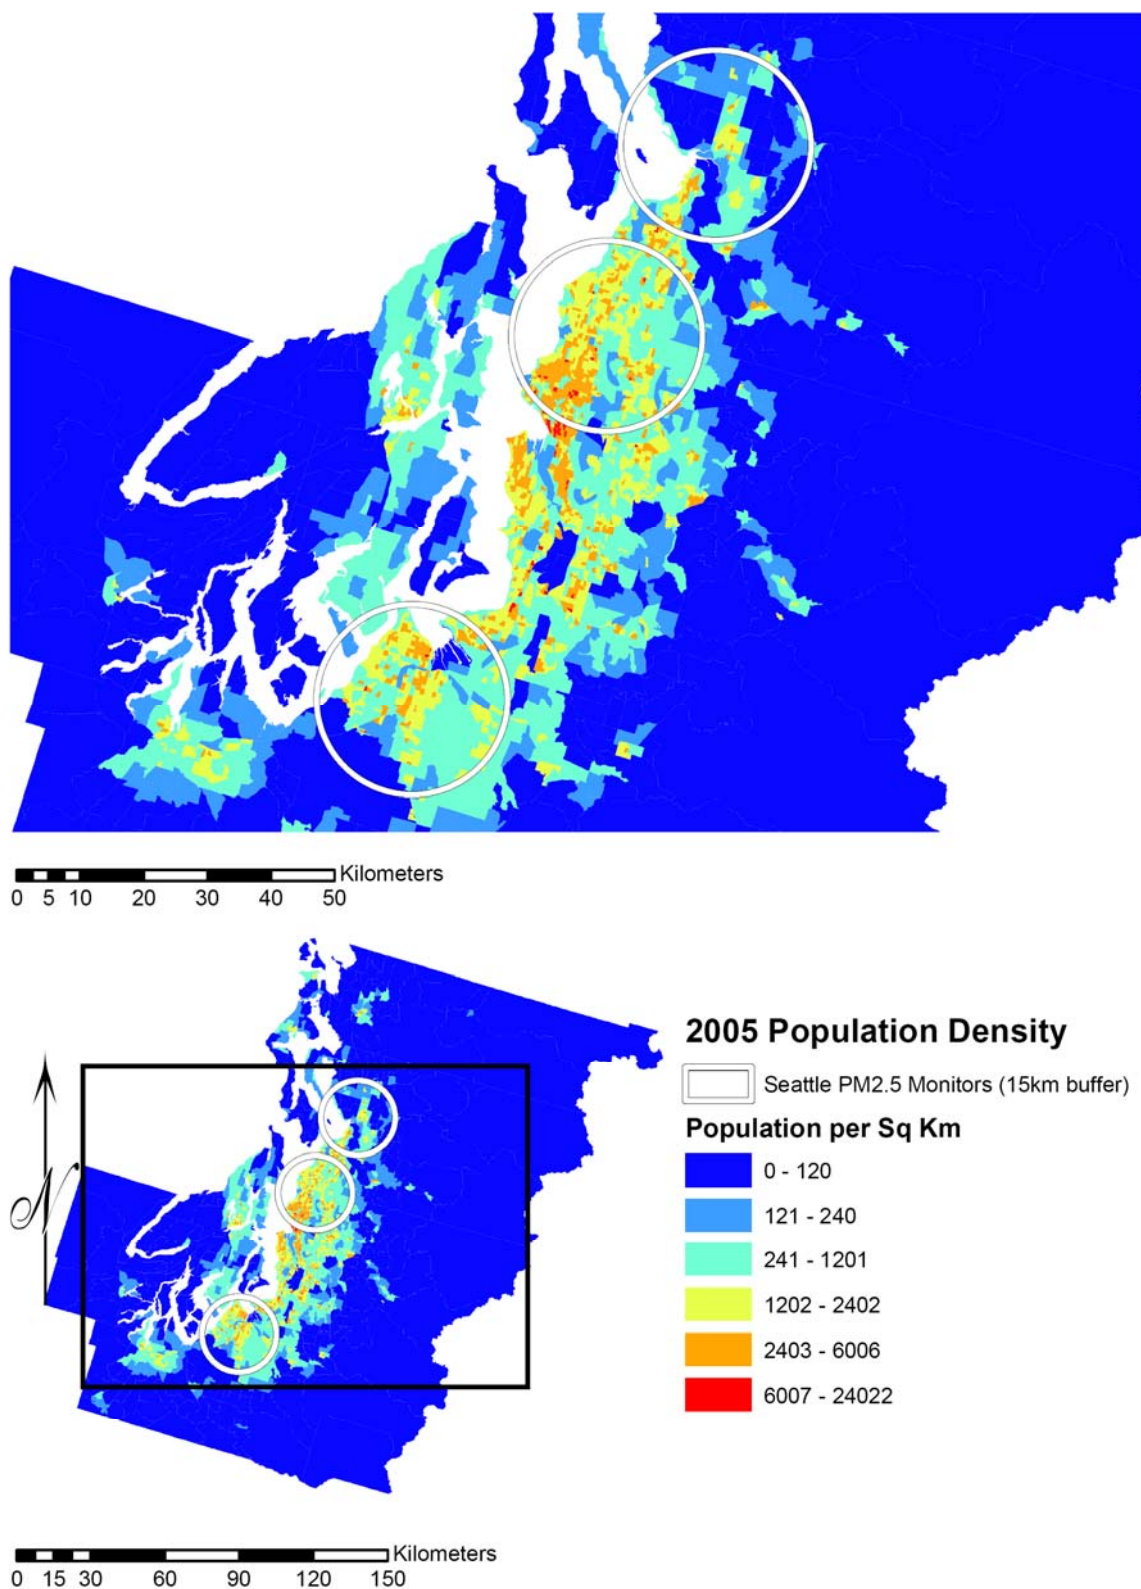 Kilometers
0 5 10 20 30 40 50
N
2005 Population Density
Seattle PM2.5 Monitors (15km buffer)
Population per Sq Km
0 - 120
121 - 240
241 - 1201
1202 - 2402
2403 - 6006
6007 - 24022
Kilometers
0 15 30 60 90 120 150